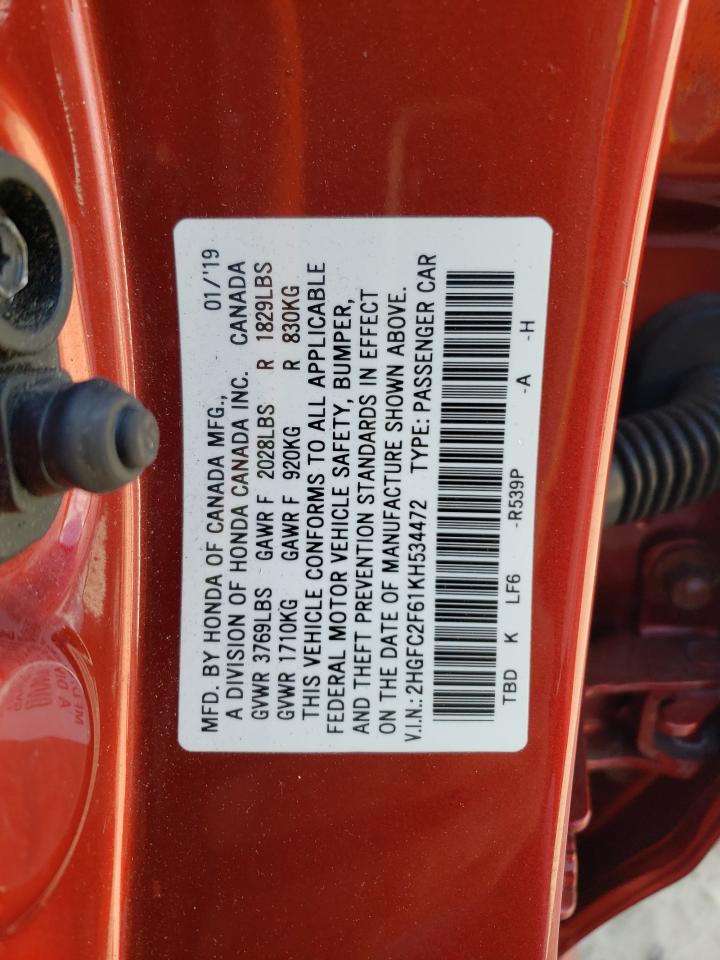 MFD. BY HONDA OF CANADA MFG., 01/'19
A DIVISION OF HONDA CANADA INC. CANADA
GVWR 3769LBS GAWR F 2028LBS R 1829LBS
GVWR 1710KG GAWR F 920KG R 830KG
THIS VEHICLE CONFORMS TO ALL APPLICABLE
FEDERAL MOTOR VEHICLE SAFETY, BUMPER,
AND THEFT PREVENTION STANDARDS IN EFFECT
ON THE DATE OF MANUFACTURE SHOWN ABOVE.
V.I.N.: 2HGFC2F61KH534472 TYPE: PASSENGER CAR
TBD K LF6 -R539P -A -H